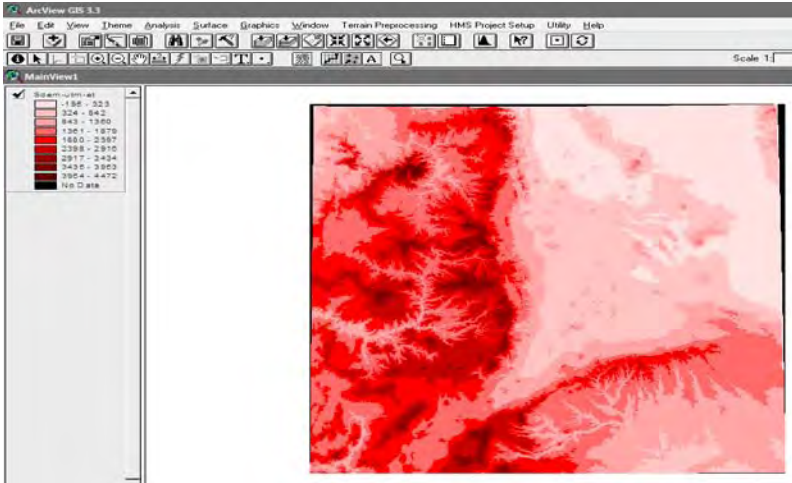 ArcView GIS 3.3
File Edit View Theme Analysis Surface Graphics Window Terrain Preprocessing HMS Project Setup Utility Help
Scale 1:
MainView1
-196 - 323
324 - 842
843 - 1360
1361 - 1879
1880 - 2397
2398 - 2916
2917 - 3434
3435 - 3953
3954 - 4472
No Data